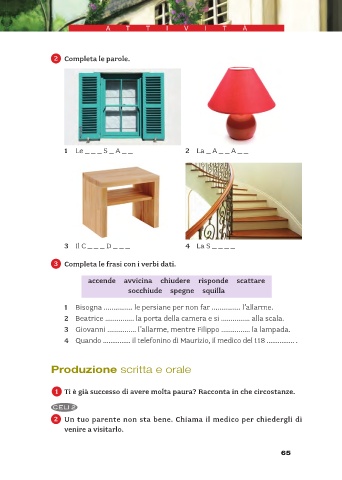 ATTIVITÀ
2 Completa le parole.
1 Le _ _ _ S _ A _ _
2 La _ A _ _ A _ _
3 Il C _ _ _ D _ _ _
4 La S _ _ _ _
3 Completa le frasi con i verbi dati.
accende avvicina chiudere risponde scattare
socchiude spegne squilla
1 Bisogna .............. le persiane per non far .............. l'allarme.
2 Beatrice .............. la porta della camera e si .............. alla scala.
3 Giovanni .............. l'allarme, mentre Filippo .............. la lampada.
4 Quando .............. il telefonino di Maurizio, il medico del 118 .............. .
Produzione scritta e orale
1 Ti è già successo di avere molta paura? Racconta in che circostanze.
CELI 2
2 Un tuo parente non sta bene. Chiama il medico per chiedergli di
venire a visitarlo.
65